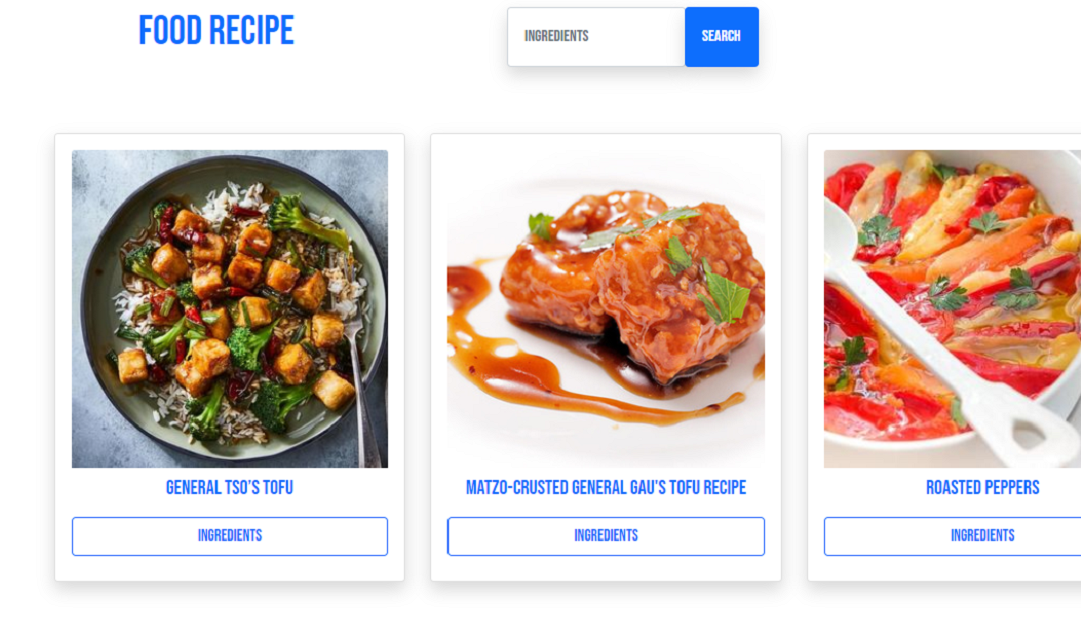 FOOD RECIPE
INGREDIENTS
SEARCH
GENERAL TSO'S TOFU
MATZO-CRUSTED GENERAL GAU'S TOFU RECIPE
ROASTED PEPPERS
INGREDIENTS
INGREDIENTS
INGREDIENTS